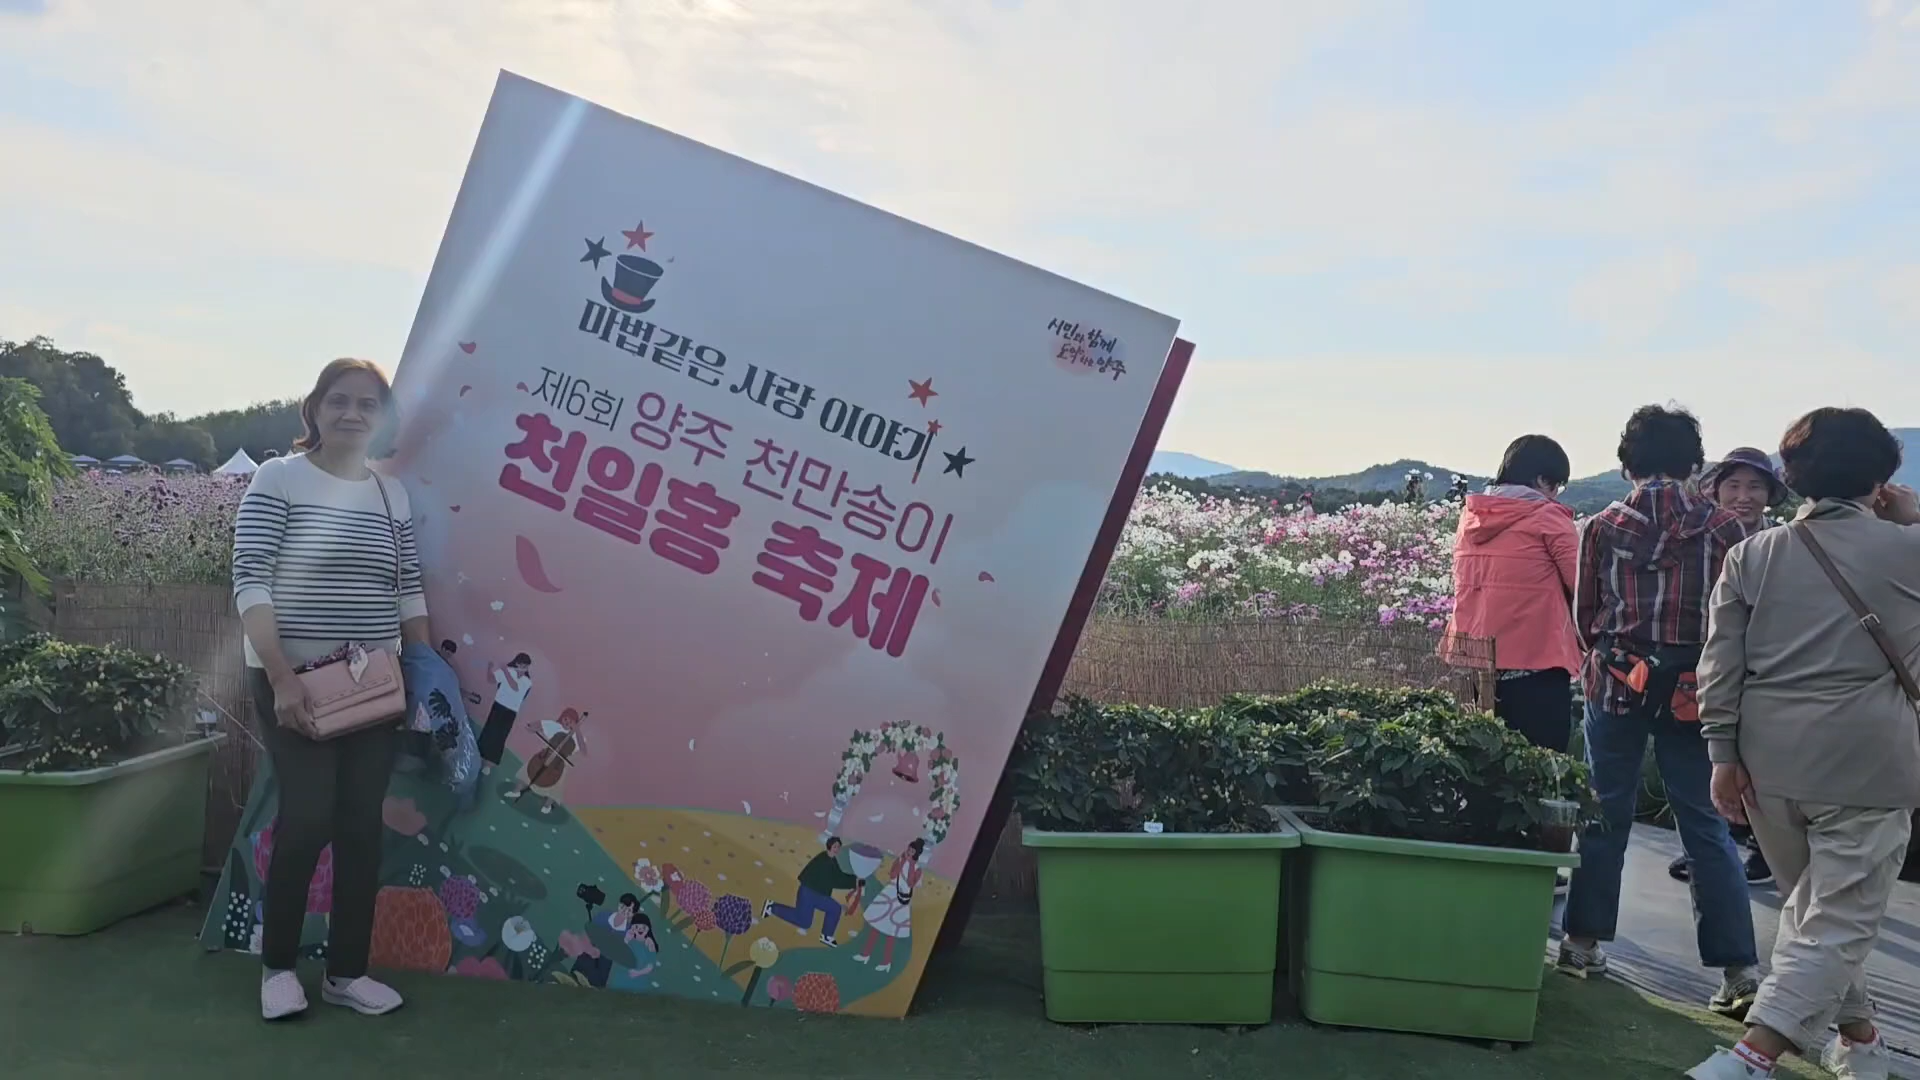 마법같은 사랑 이야기
제6회 양주 천만송이
천일홍 축제
시민과 함께
도약하는 양주